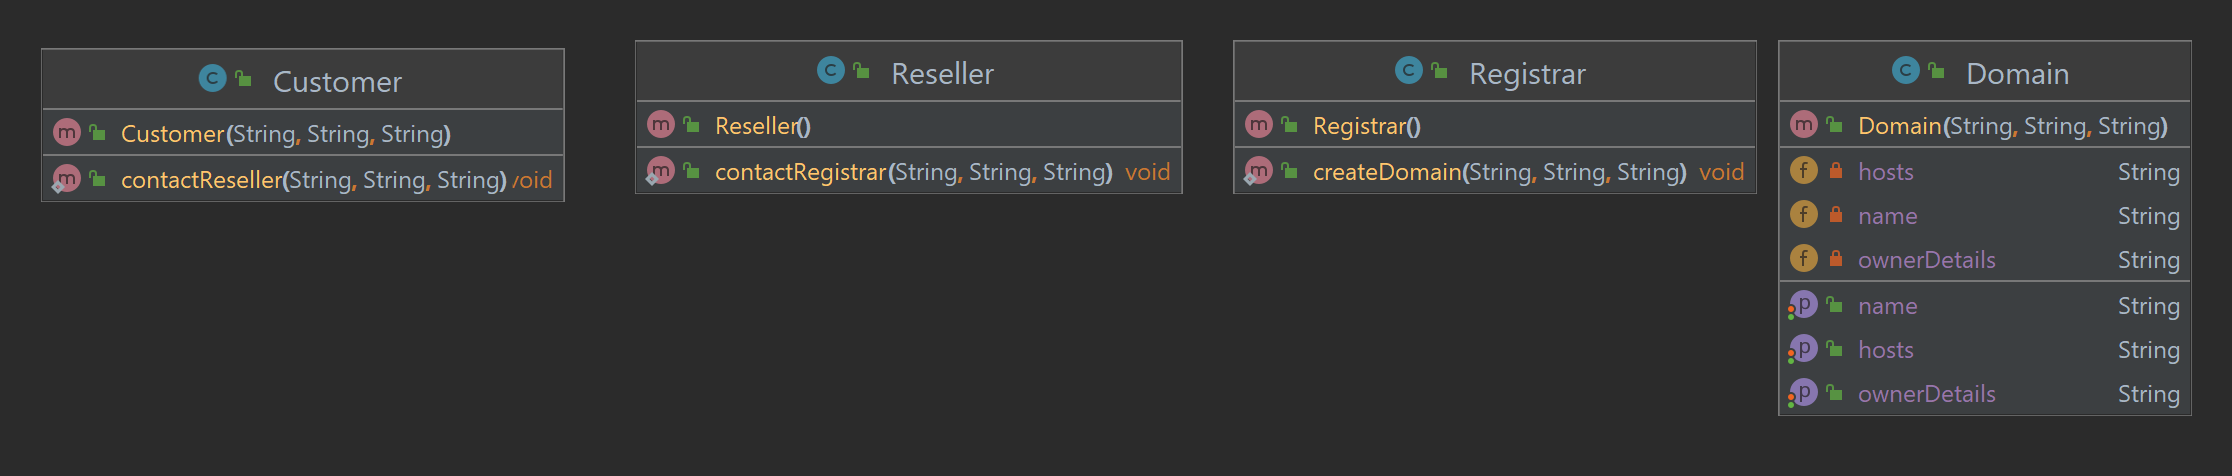 Customer
Customer(String, String, String)
contactReseller(String, String, String) void
Reseller
Reseller()
contactRegistrar(String, String, String) void
Registrar
Registrar()
createDomain(String, String, String) void
Domain
Domain(String, String, String)
hosts String
name String
ownerDetails String
name String
hosts String
ownerDetails String